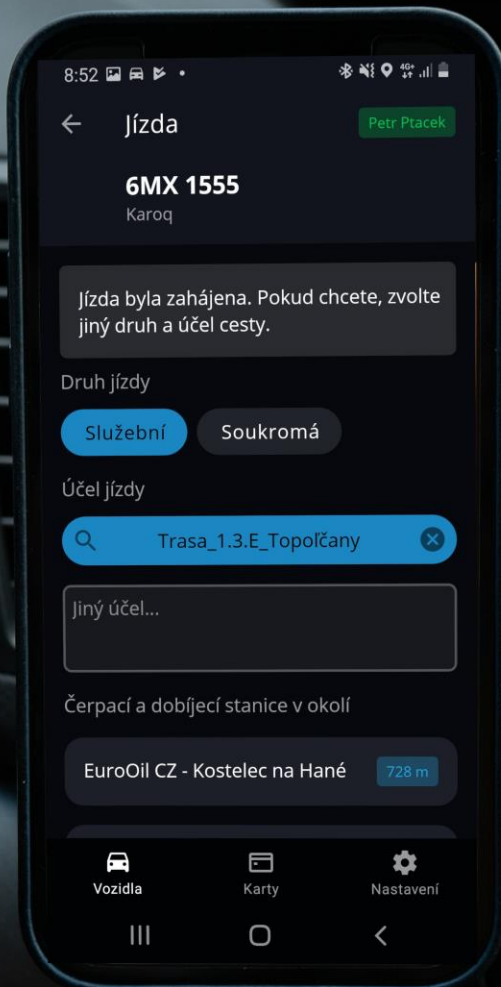 8:52
4G+
Jízda
Petr Ptacek
6MX 1555
Karoq
Jízda byla zahájena. Pokud chcete, zvolte
jiný druh a účel cesty.
Druh jízdy
Služební
Soukromá
Účel jízdy
Trasa_1.3.E_Topoľčany
Jiný účel...
Čerpací a dobíjecí stanice v okolí
EuroOil CZ - Kostelec na Hané
728 m
Vozidla
Karty
Nastavení